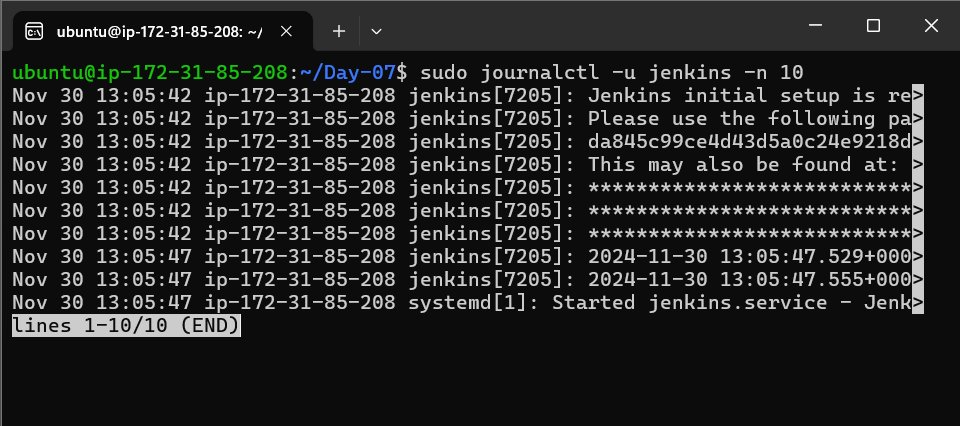 ubuntu@ip-172-31-85-208: ~/
ubuntu@ip-172-31-85-208:~/Day-07$ sudo journalctl -u jenkins -n 10
Nov 30 13:05:42 ip-172-31-85-208 jenkins[7205]: Jenkins initial setup is re>
Nov 30 13:05:42 ip-172-31-85-208 jenkins[7205]: Please use the following pa>
Nov 30 13:05:42 ip-172-31-85-208 jenkins[7205]: da845c99ce4d43d5a0c24e9218d>
Nov 30 13:05:42 ip-172-31-85-208 jenkins[7205]: This may also be found at: >
Nov 30 13:05:42 ip-172-31-85-208 jenkins[7205]: ***************************>
Nov 30 13:05:42 ip-172-31-85-208 jenkins[7205]: ***************************>
Nov 30 13:05:42 ip-172-31-85-208 jenkins[7205]: ***************************>
Nov 30 13:05:47 ip-172-31-85-208 jenkins[7205]: 2024-11-30 13:05:47.529+000>
Nov 30 13:05:47 ip-172-31-85-208 jenkins[7205]: 2024-11-30 13:05:47.555+000>
Nov 30 13:05:47 ip-172-31-85-208 systemd[1]: Started jenkins.service - Jenk>
lines 1-10/10 (END)